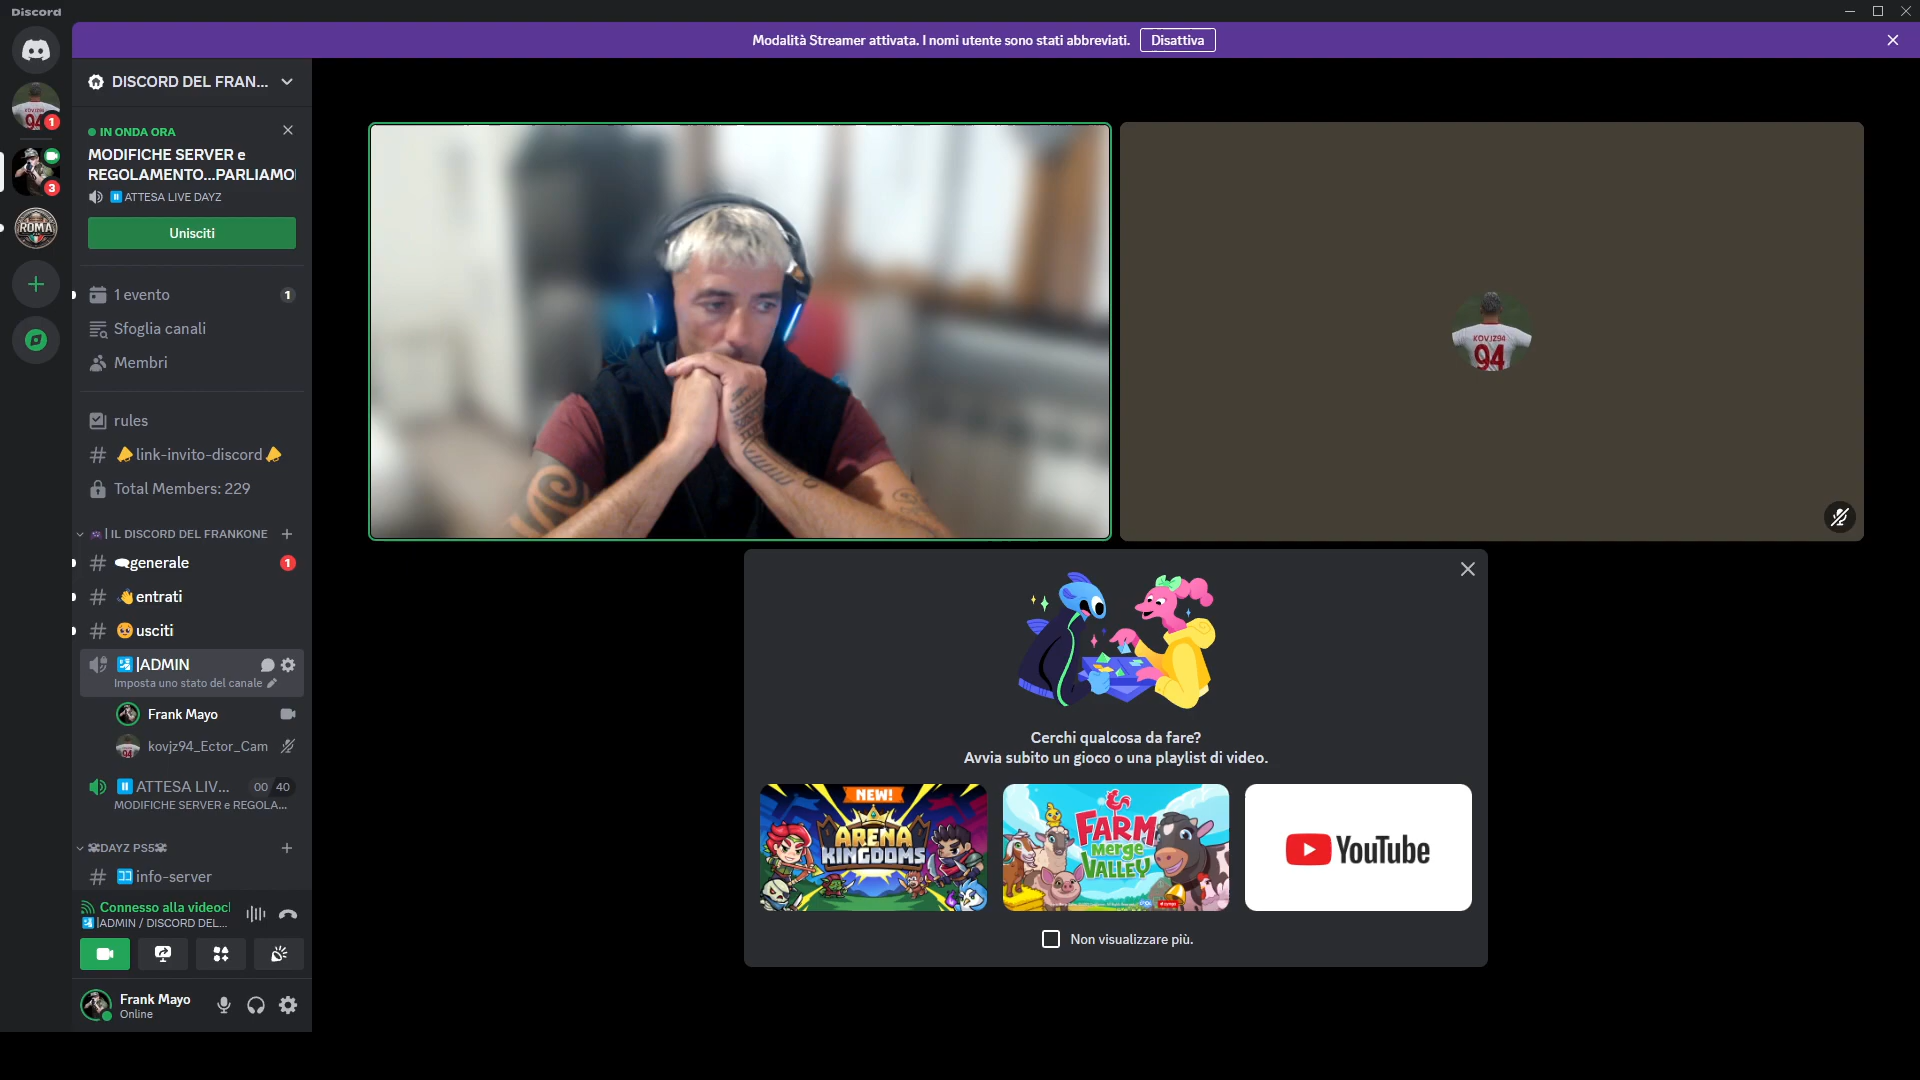 Discord
Modalità Streamer attivata. I nomi utente sono stati abbreviati.
Disattiva
DISCORD DEL FRAN...
1
3
ROMA
IN ONDA ORA
MODIFICHE SERVER e
REGOLAMENTO...PARLIAMO
ATTESA LIVE DAYZ
Unisciti
1 evento
1
Sfoglia canali
Membri
rules
link-invito-discord
Total Members: 229
| IL DISCORD DEL FRANKONE
generale
1
entrati
usciti
|ADMIN
Imposta uno stato del canale
Frank Mayo
kovjz94_Ector_Cam
ATTESA LIV...
00 40
MODIFICHE SERVER e REGOLA...
DAYZ PS5
info-server
Connesso alla videoc
|ADMIN / DISCORD DEL...
Frank Mayo
Online
KOVJZ94
94
Cerchi qualcosa da fare?
Avvia subito un gioco o una playlist di video.
NEW!
ARENA
KINGDOMS
FARM
Merge
VALLEY
YouTube
Non visualizzare più.